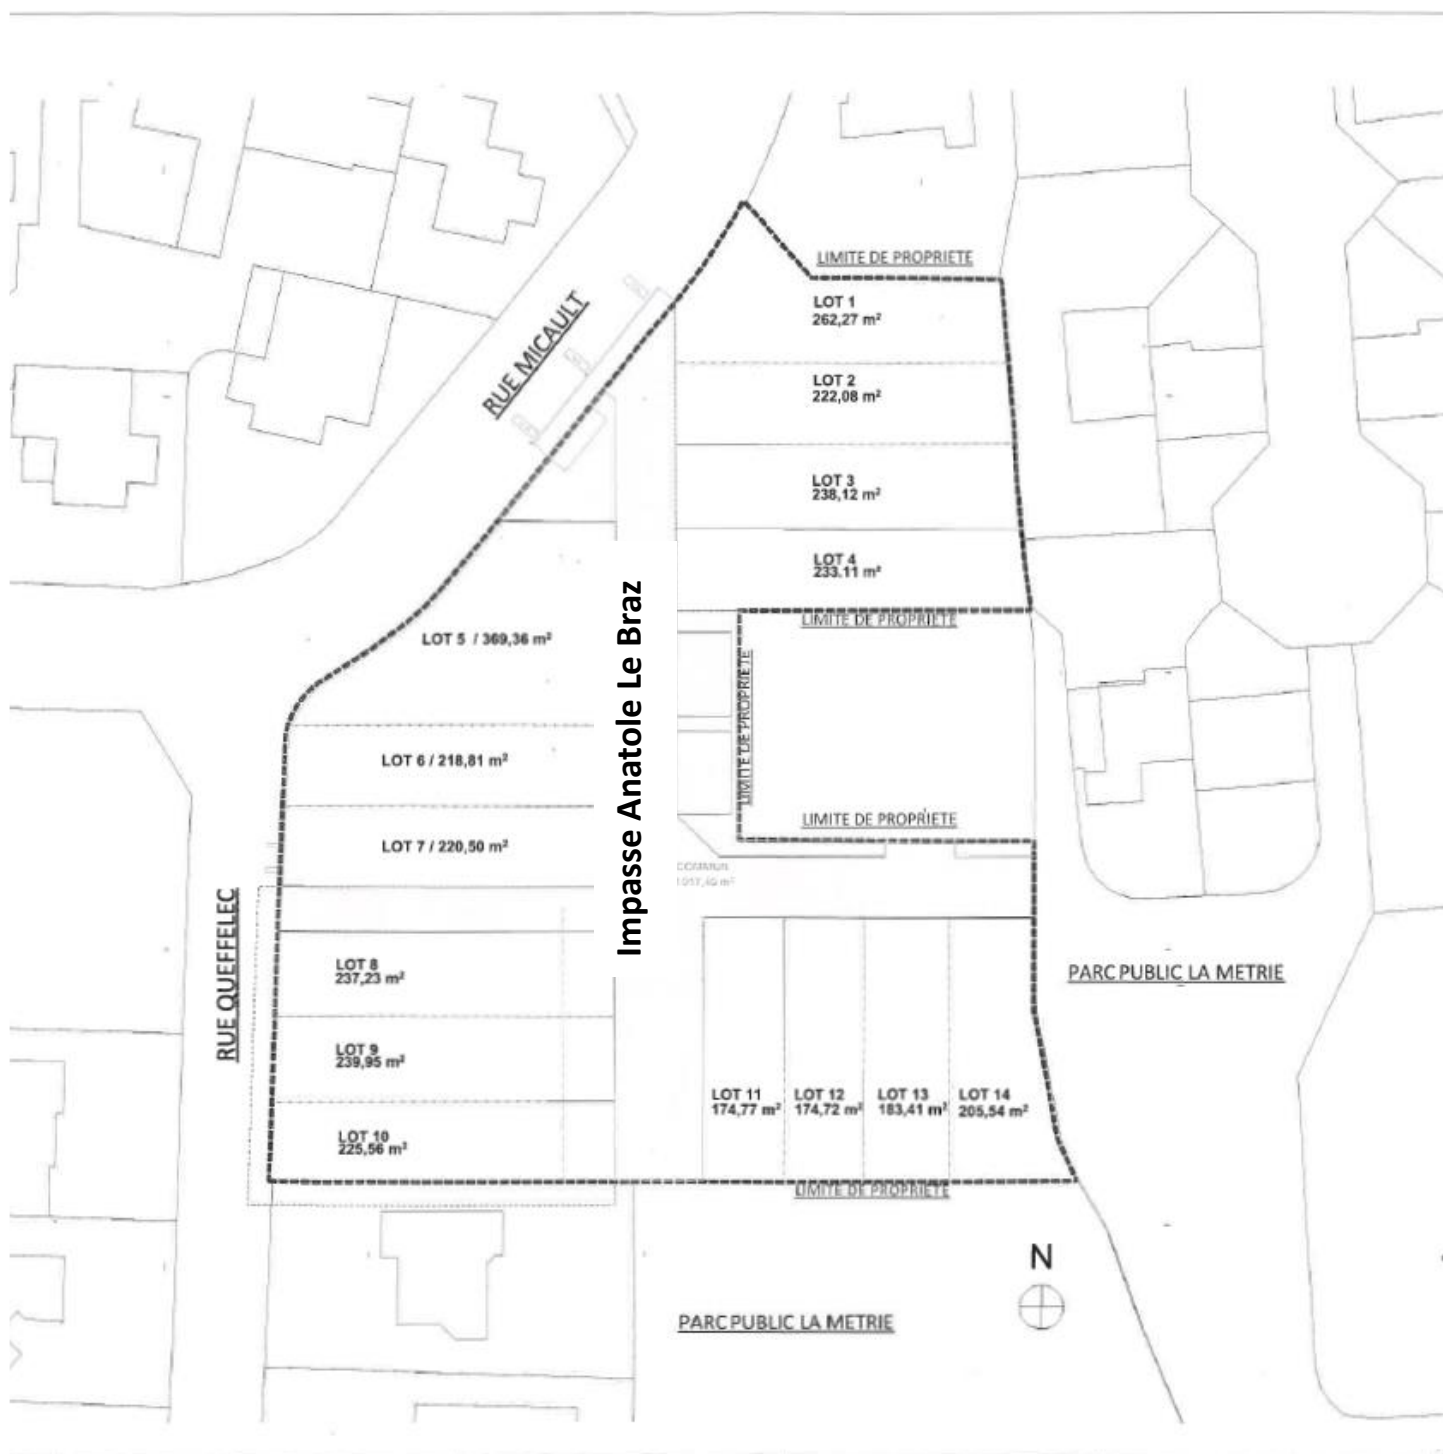 LIMITE DE PROPRIETE
LOT 1
262,27 m²
RUE MICAULT
LOT 2
222,08 m²
LOT 3
238,12 m²
LOT 4
233.11 m²
LIMITE DE PROPRIETE
LOT 5 / 369,36 m²
Impasse Anatole Le Braz
LIMITE DE PROPRIETE
LOT 6 / 218,81 m²
LIMITE DE PROPRIETE
LOT 7 / 220,50 m²
COMMUN
RUE QUEFFELEC
LOT 8
237,23 m²
PARC PUBLIC LA METRIE
LOT 9
239,95 m²
LOT 11
174,77 m²
LOT 12
174,72 m²
LOT 13
183,41 m²
LOT 14
205,54 m²
LOT 10
225,56 m²
LIMITE DE PROPRIETE
N
PARC PUBLIC LA METRIE